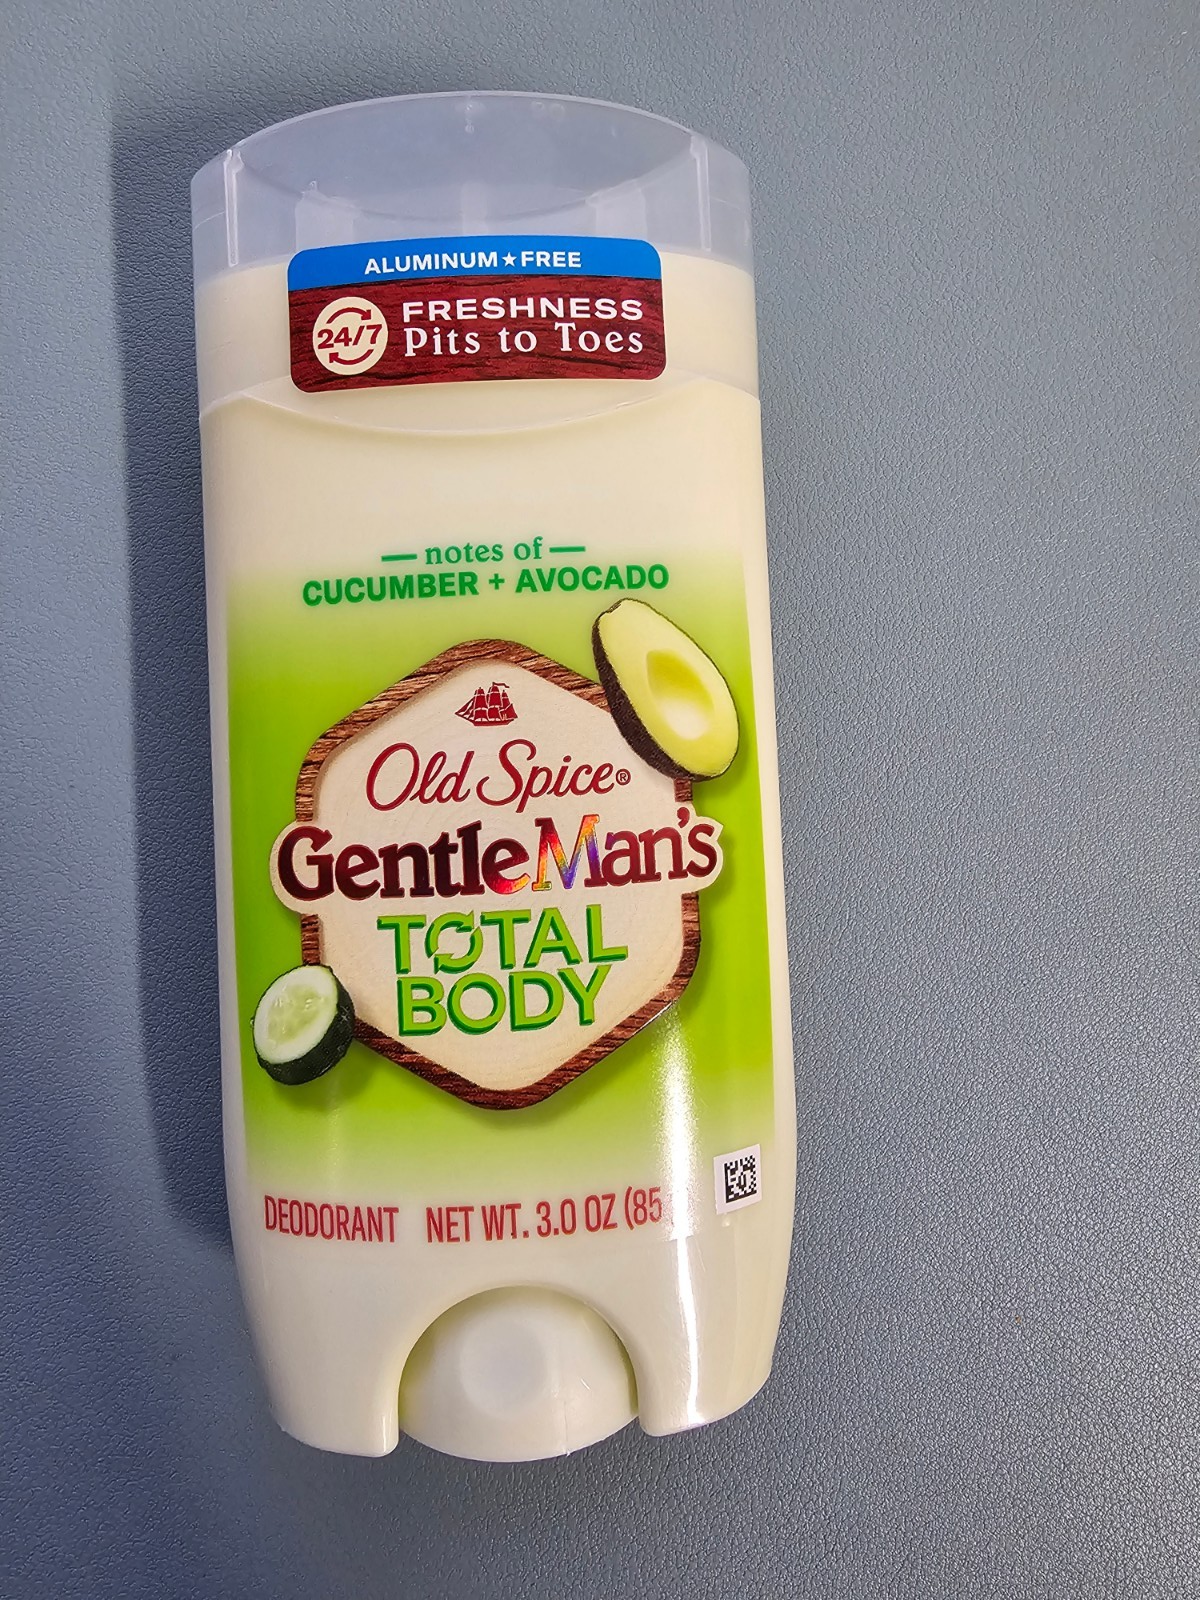 ALUMINUM★FREE
24/7
FRESHNESS
Pits to Toes
— notes of —
CUCUMBER + AVOCADO
Old Spice®
GentleMan's
TOTAL
BODY
DEODORANT NET WT. 3.0 OZ (85